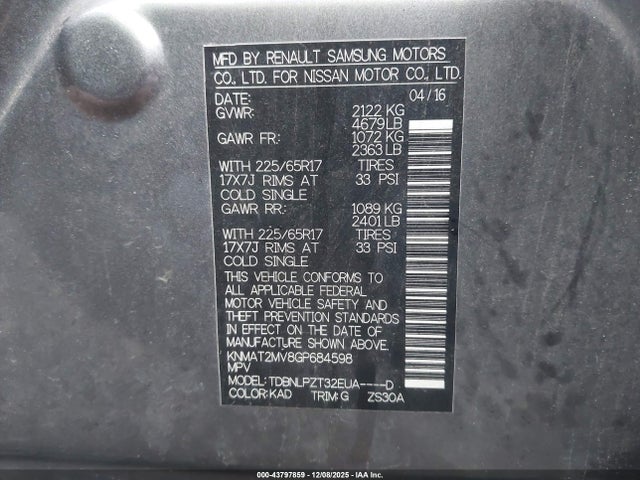 MFD BY RENAULT SAMSUNG MOTORS
CO., LTD. FOR NISSAN MOTOR CO., LTD.
DATE: 04/16
GVWR: 2122 KG
4679LB
GAWR FR: 1072 KG
2363 LB
WITH 225/65R17 TIRES
17X7J RIMS AT 33 PSI
COLD SINGLE
GAWR RR: 1089 KG
2401 LB
WITH 225/65R17 TIRES
17X7J RIMS AT 33 PSI
COLD SINGLE
THIS VEHICLE CONFORMS TO
ALL APPLICABLE FEDERAL
MOTOR VEHICLE SAFETY AND
THEFT PREVENTION STANDARDS
IN EFFECT ON THE DATE OF
MANUFACTURE SHOWN ABOVE.
KNMAT2MV8GP684598
MPV
MODEL: TDBNLPZT32EUA----D
COLOR: KAD TRIM: G ZS30A
000-43797859 | 12/08/2025 - IAAI, Inc. - Copyright